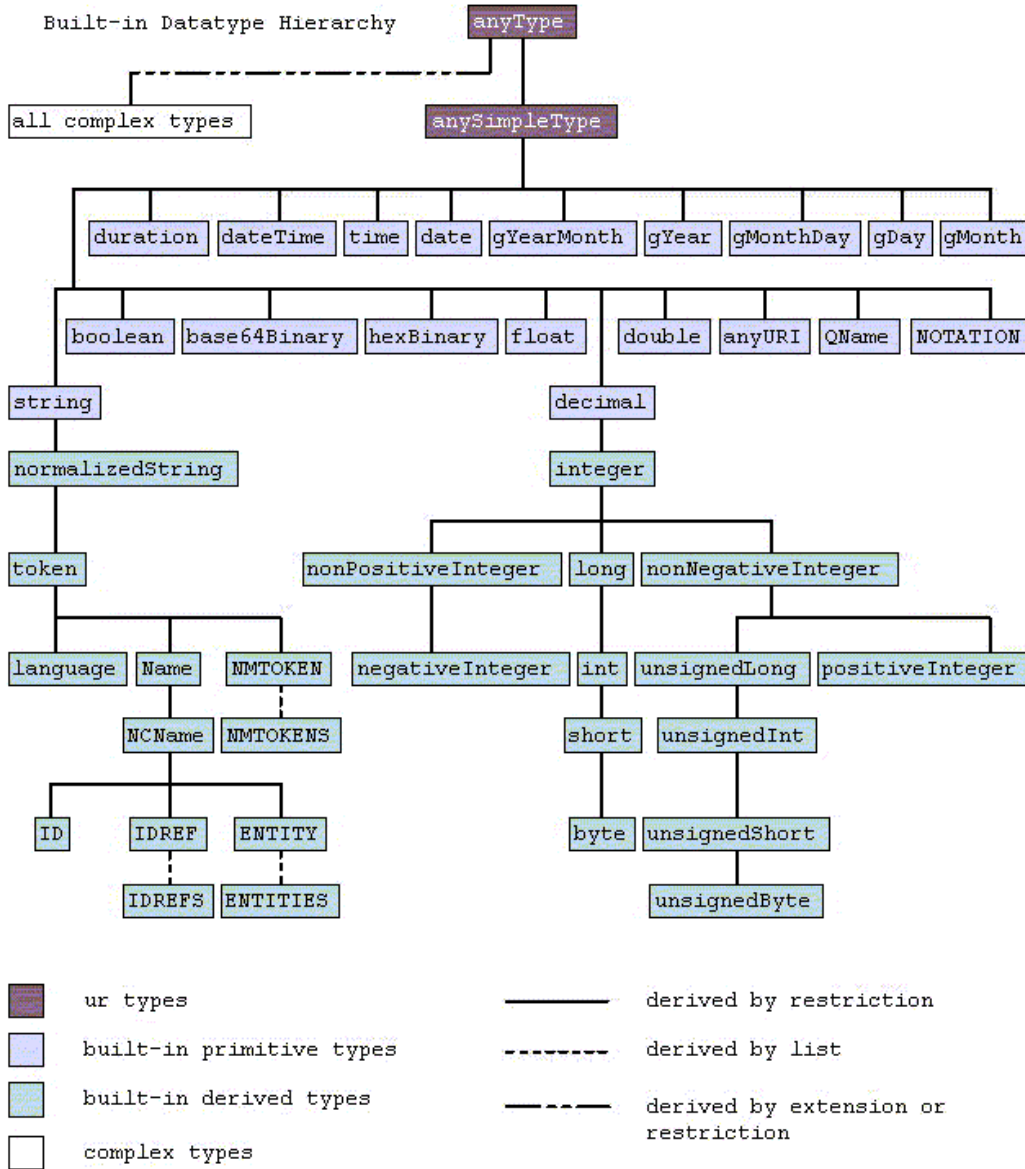 Built-in Datatype Hierarchy
anyType
all complex types
anySimpleType
duration dateTime time date gYearMonth gYear gMonthDay gDay gMonth
boolean base64Binary hexBinary float double anyURI QName NOTATION
string decimal
normalizedString integer
token nonPositiveInteger long nonNegativeInteger
language Name NMTOKEN negativeInteger int unsignedLong positiveInteger
NCName NMTOKENS short unsignedInt
ID IDREF ENTITY byte unsignedShort
IDREFS ENTITIES unsignedByte
ur types
derived by restriction
built-in primitive types
derived by list
built-in derived types
derived by extension or
restriction
complex types